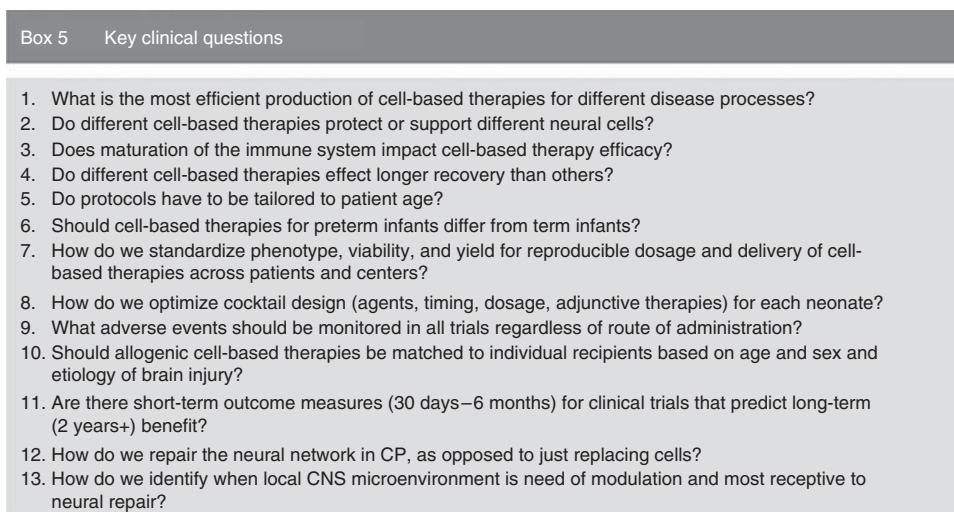 Box 5 Key clinical questions
1. What is the most efficient production of cell-based therapies for different disease processes?
2. Do different cell-based therapies protect or support different neural cells?
3. Does maturation of the immune system impact cell-based therapy efficacy?
4. Do different cell-based therapies effect longer recovery than others?
5. Do protocols have to be tailored to patient age?
6. Should cell-based therapies for preterm infants differ from term infants?
7. How do we standardize phenotype, viability, and yield for reproducible dosage and delivery of cell-
based therapies across patients and centers?
8. How do we optimize cocktail design (agents, timing, dosage, adjunctive therapies) for each neonate?
9. What adverse events should be monitored in all trials regardless of route of administration?
10. Should allogenic cell-based therapies be matched to individual recipients based on age and sex and
etiology of brain injury?
11. Are there short-term outcome measures (30 days–6 months) for clinical trials that predict long-term
(2 years+) benefit?
12. How do we repair the neural network in CP, as opposed to just replacing cells?
13. How do we identify when local CNS microenvironment is need of modulation and most receptive to
neural repair?